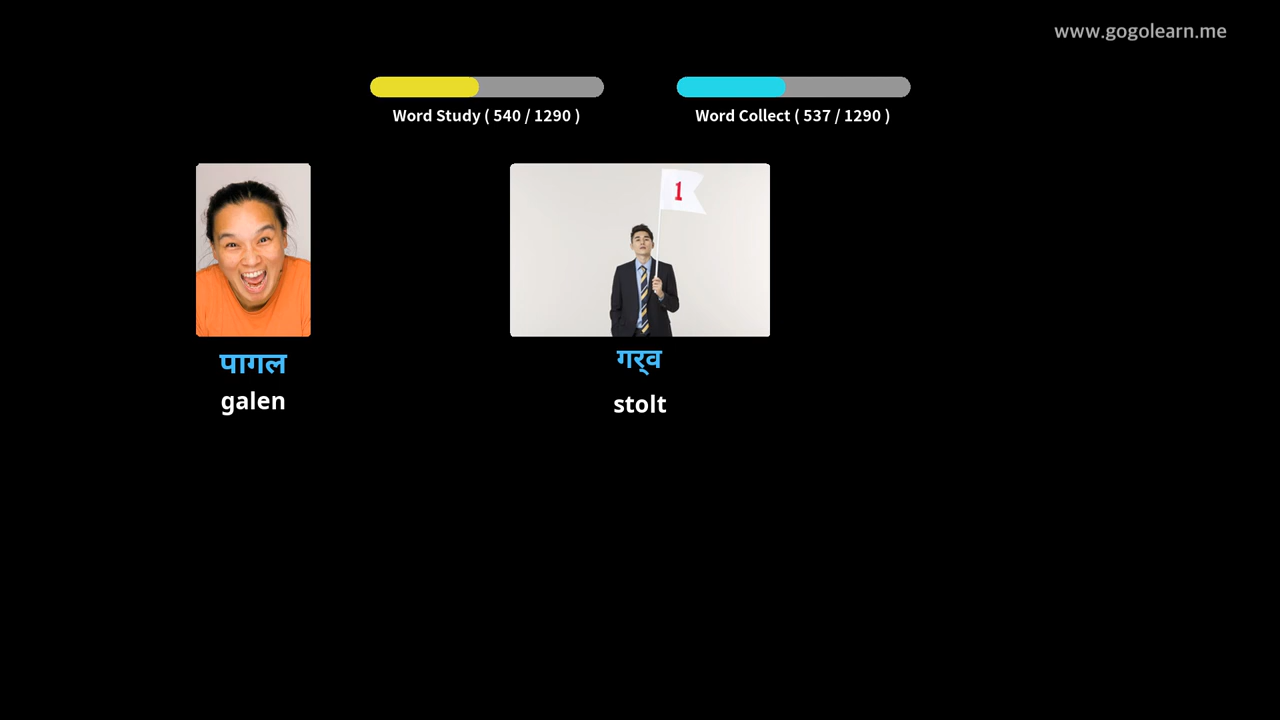 www.gogolearn.me
Word Study ( 540 / 1290 )
Word Collect ( 537 / 1290 )
1
पागल
गर्‍व
galen
stolt